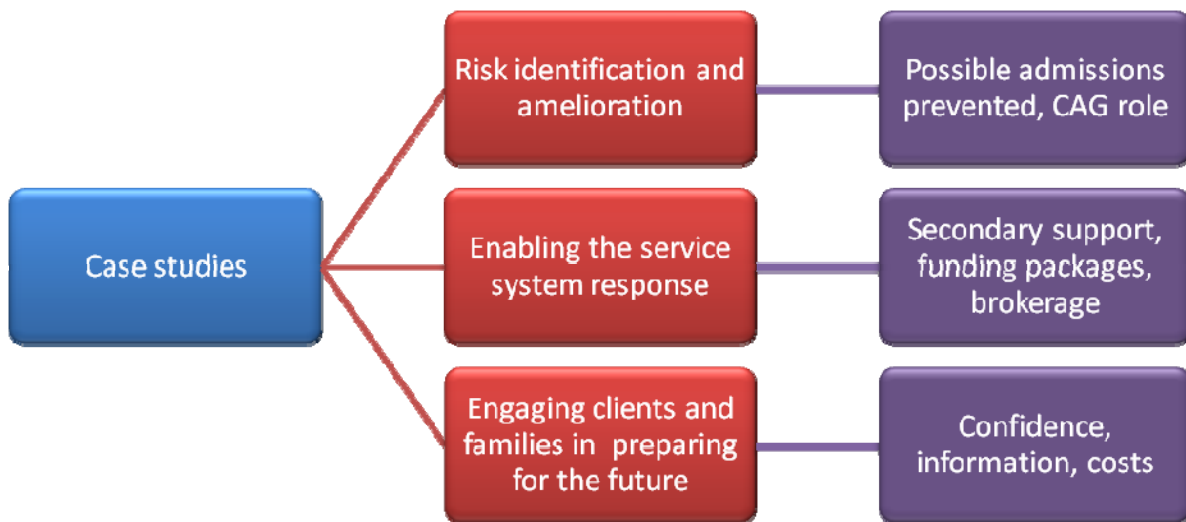 Case studies
Risk identification and
amelioration
Possible admissions
prevented, CAG role
Enabling the service
system response
Secondary support,
funding packages,
brokerage
Engaging clients and
families in preparing
for the future
Confidence,
information, costs